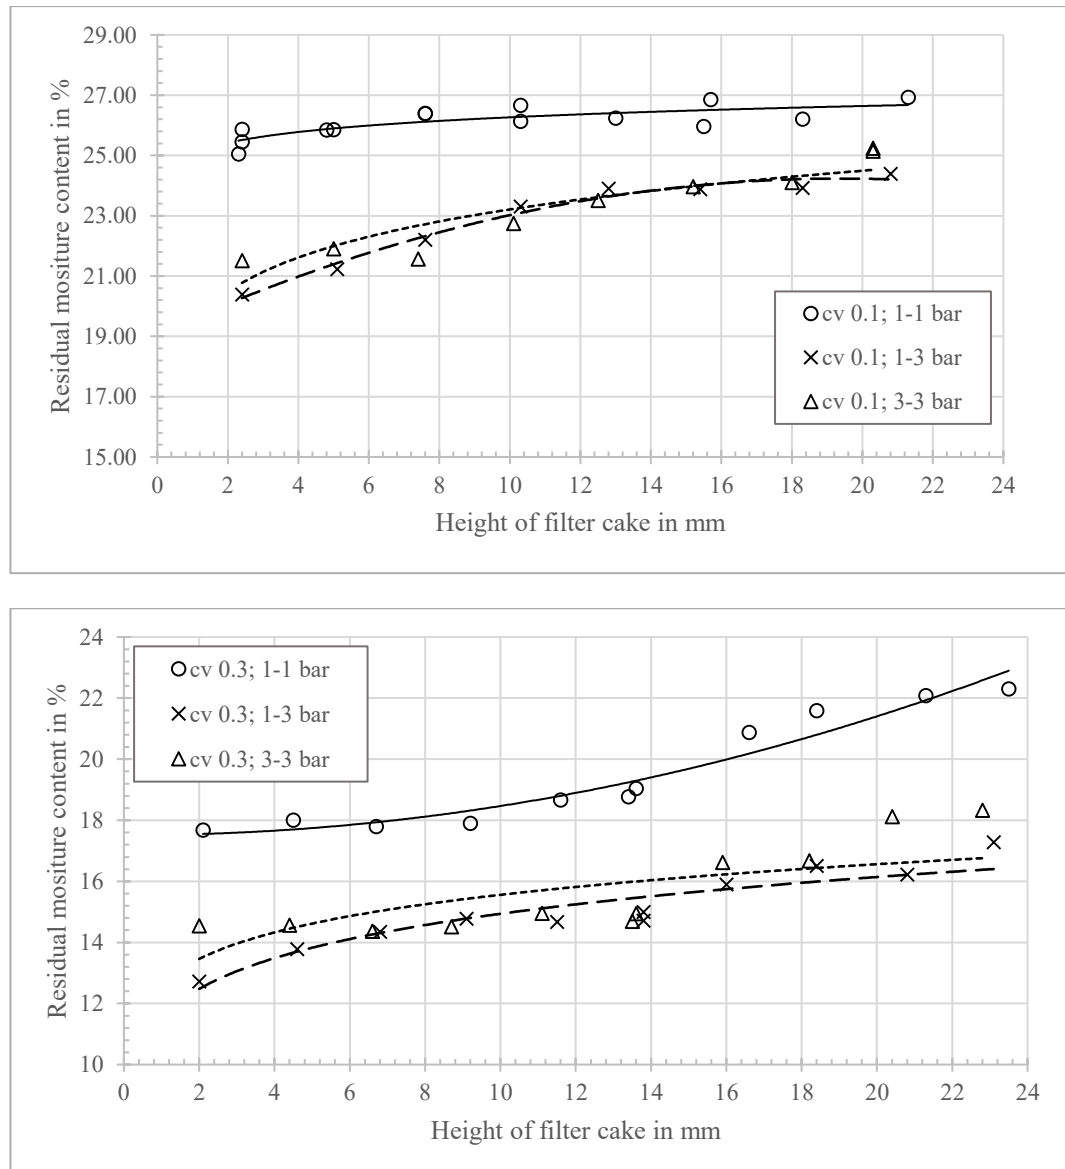 29.00
27.00
25.00
23.00
21.00
19.00
17.00
15.00
Residual mositure content in %
cv 0.1; 1-1 bar
cv 0.1; 1-3 bar
cv 0.1; 3-3 bar
0 2 4 6 8 10 12 14 16 18 20 22 24
Height of filter cake in mm
24
22
20
18
16
14
12
10
Residual mositure content in %
cv 0.3; 1-1 bar
cv 0.3; 1-3 bar
cv 0.3; 3-3 bar
0 2 4 6 8 10 12 14 16 18 20 22 24
Height of filter cake in mm